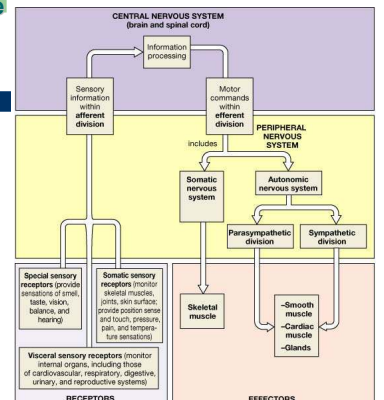 CENTRAL NERVOUS SYSTEM
(brain and spinal cord)
Information
processing
Sensory
information
within
afferent
division
Motor
commands
within
efferent
division
PERIPHERAL
NERVOUS
SYSTEM
includes
Somatic
nervous
system
Autonomic
nervous system
Parasympathetic
division
Sympathetic
division
Special sensory
receptors (provide
sensations of smell,
taste, vision,
balance, and
hearing)
Somatic sensory
receptors (monitor
skeletal muscles,
joints, skin surface;
provide position sense
and touch, pressure,
pain, and tempera-
ture sensations)
Skeletal
muscle
–Smooth
muscle
–Cardiac
muscle
–Glands
Visceral sensory receptors (monitor
internal organs, including those
of cardiovascular, respiratory, digestive,
urinary, and reproductive systems)
RECEPTORS
EFFECTORS